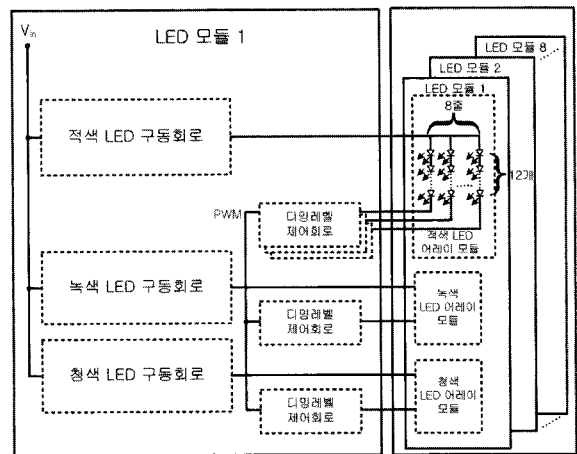 Vin
LED 모듈 1
적색 LED 구동회로
PWM
디밍레벨
제어회로
녹색 LED 구동회로
디밍레벨
제어회로
청색 LED 구동회로
디밍레벨
제어회로
LED 모듈 8
LED 모듈 2
LED 모듈 1
8줄
12개
적색 LED
어레이 모듈
녹색
LED 어레이
모듈
청색
LED 어레이
모듈